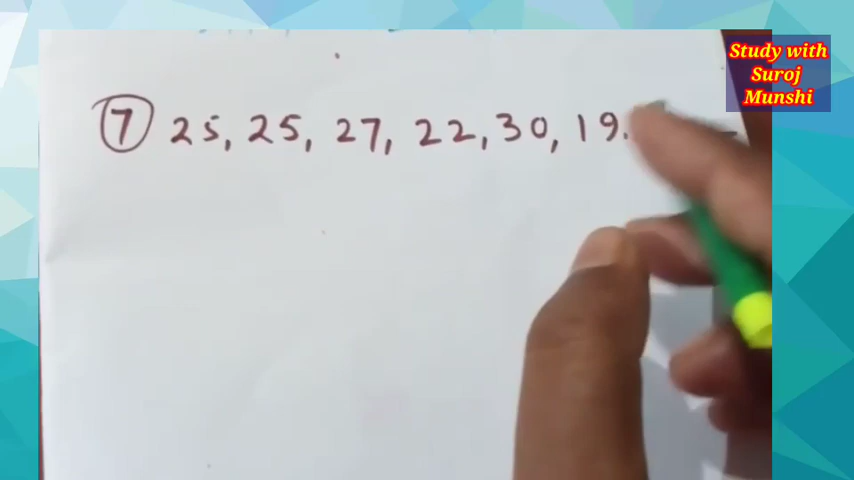 Study with
Suroj
Munshi
7 25, 25, 27, 22, 30, 19.